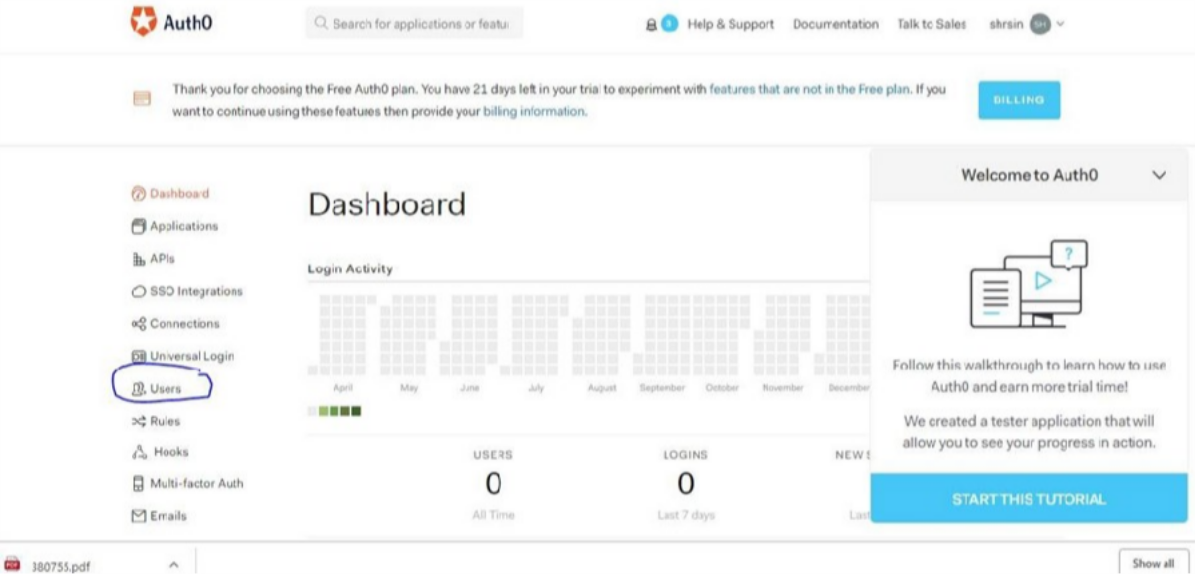 Auth0
Search for applications or featu
Help & Support
Documentation
Talk to Sales
shrsin
SH
Thank you for choosing the Free Auth0 plan. You have 21 days left in your trial to experiment with features that are not in the Free plan. If you
want to continue using these features then provide your billing information.
BILLING
Dashboard
Applications
APIs
SSO Integrations
Connections
Universal Login
Users
Rules
Hooks
Multi-factor Auth
Emails
Dashboard
Login Activity
April
May
June
July
August
September
October
November
December
USERS
0
All Time
LOGINS
0
Last 7 days
NEW S
Last
Welcome to Auth0
?
Follow this walkthrough to learn how to use
Auth0 and earn more trial time!
We created a tester application that will
allow you to see your progress in action.
START THIS TUTORIAL
PDF
380755.pdf
Show all